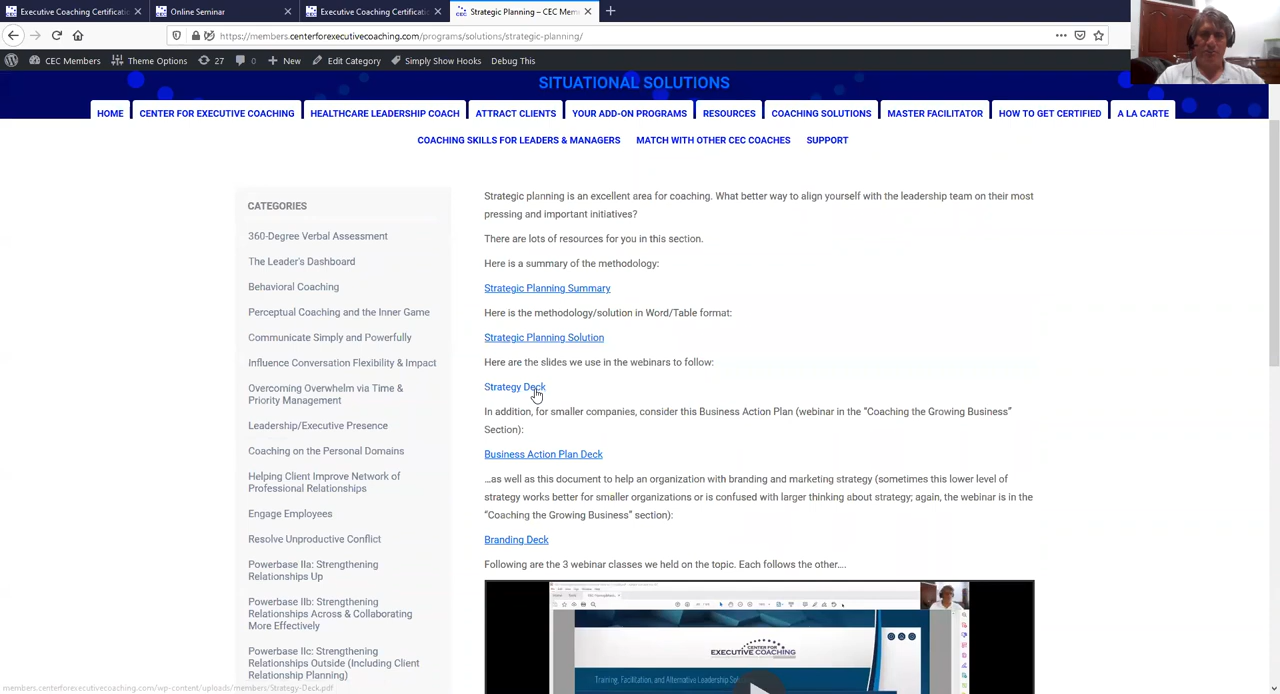 Executive Coaching Certificati
Online Seminar
Executive Coaching Certificatio
Strategic Planning – CEC Mem
https://members.centerforexecutivecoaching.com/programs/solutions/strategic-planning/
CEC Members
Theme Options
27
0
New
Edit Category
Simply Show Hooks
Debug This
SITUATIONAL SOLUTIONS
HOME
CENTER FOR EXECUTIVE COACHING
HEALTHCARE LEADERSHIP COACH
ATTRACT CLIENTS
YOUR ADD-ON PROGRAMS
RESOURCES
COACHING SOLUTIONS
MASTER FACILITATOR
HOW TO GET CERTIFIED
A LA CARTE
COACHING SKILLS FOR LEADERS & MANAGERS
MATCH WITH OTHER CEC COACHES
SUPPORT
CATEGORIES
360-Degree Verbal Assessment
The Leader's Dashboard
Behavioral Coaching
Perceptual Coaching and the Inner Game
Communicate Simply and Powerfully
Influence Conversation Flexibility & Impact
Overcoming Overwhelm via Time &
Priority Management
Leadership/Executive Presence
Coaching on the Personal Domains
Helping Client Improve Network of
Professional Relationships
Engage Employees
Resolve Unproductive Conflict
Powerbase IIa: Strengthening
Relationships Up
Powerbase IIb: Strengthening
Relationships Across & Collaborating
More Effectively
Powerbase IIc: Strengthening
Relationships Outside (Including Client
Relationship Planning)
Strategic planning is an excellent area for coaching. What better way to align yourself with the leadership team on their most
pressing and important initiatives?
There are lots of resources for you in this section.
Here is a summary of the methodology:
Strategic Planning Summary
Here is the methodology/solution in Word/Table format:
Strategic Planning Solution
Here are the slides we use in the webinars to follow:
Strategy Deck
In addition, for smaller companies, consider this Business Action Plan (webinar in the “Coaching the Growing Business”
Section):
Business Action Plan Deck
…as well as this document to help an organization with branding and marketing strategy (sometimes this lower level of
strategy works better for smaller organizations or is confused with larger thinking about strategy; again, the webinar is in the
“Coaching the Growing Business” section):
Branding Deck
Following are the 3 webinar classes we held on the topic. Each follows the other….
CENTER FOR
EXECUTIVE COACHING
Training, Facilitation, and Alternative Leadership Sol
members.centerforexecutivecoaching.com/wp-content/uploads/members/Strategy-Deck.pdf